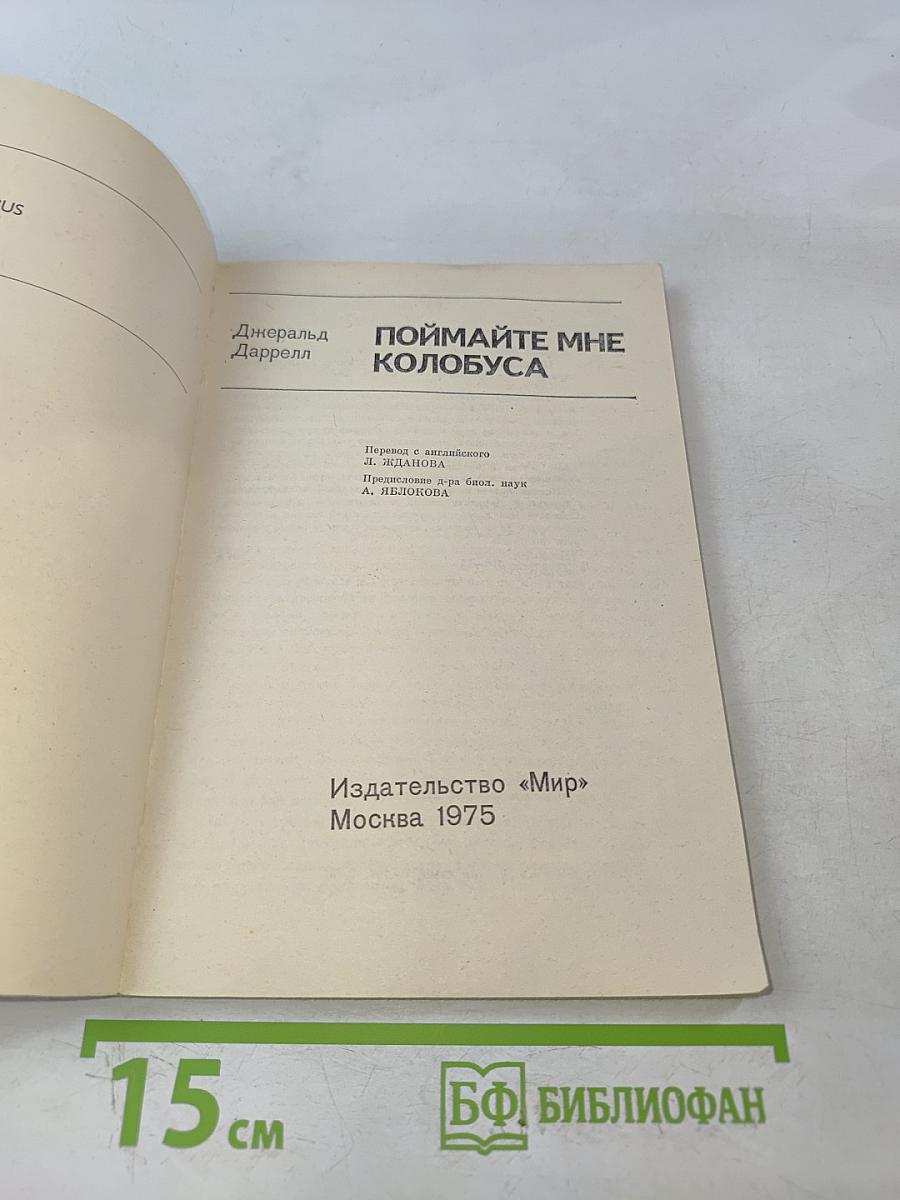 Джеральд
Даррелл
ПОЙМАЙТЕ МНЕ
КОЛОБУСА
Перевод с английского
Л. ЖДАНОВА
Предисловие д-ра биол. наук
А. ЯБЛОКОВА
Издательство «Мир»
Москва 1975
15 см
БФ БИБЛИОФАН